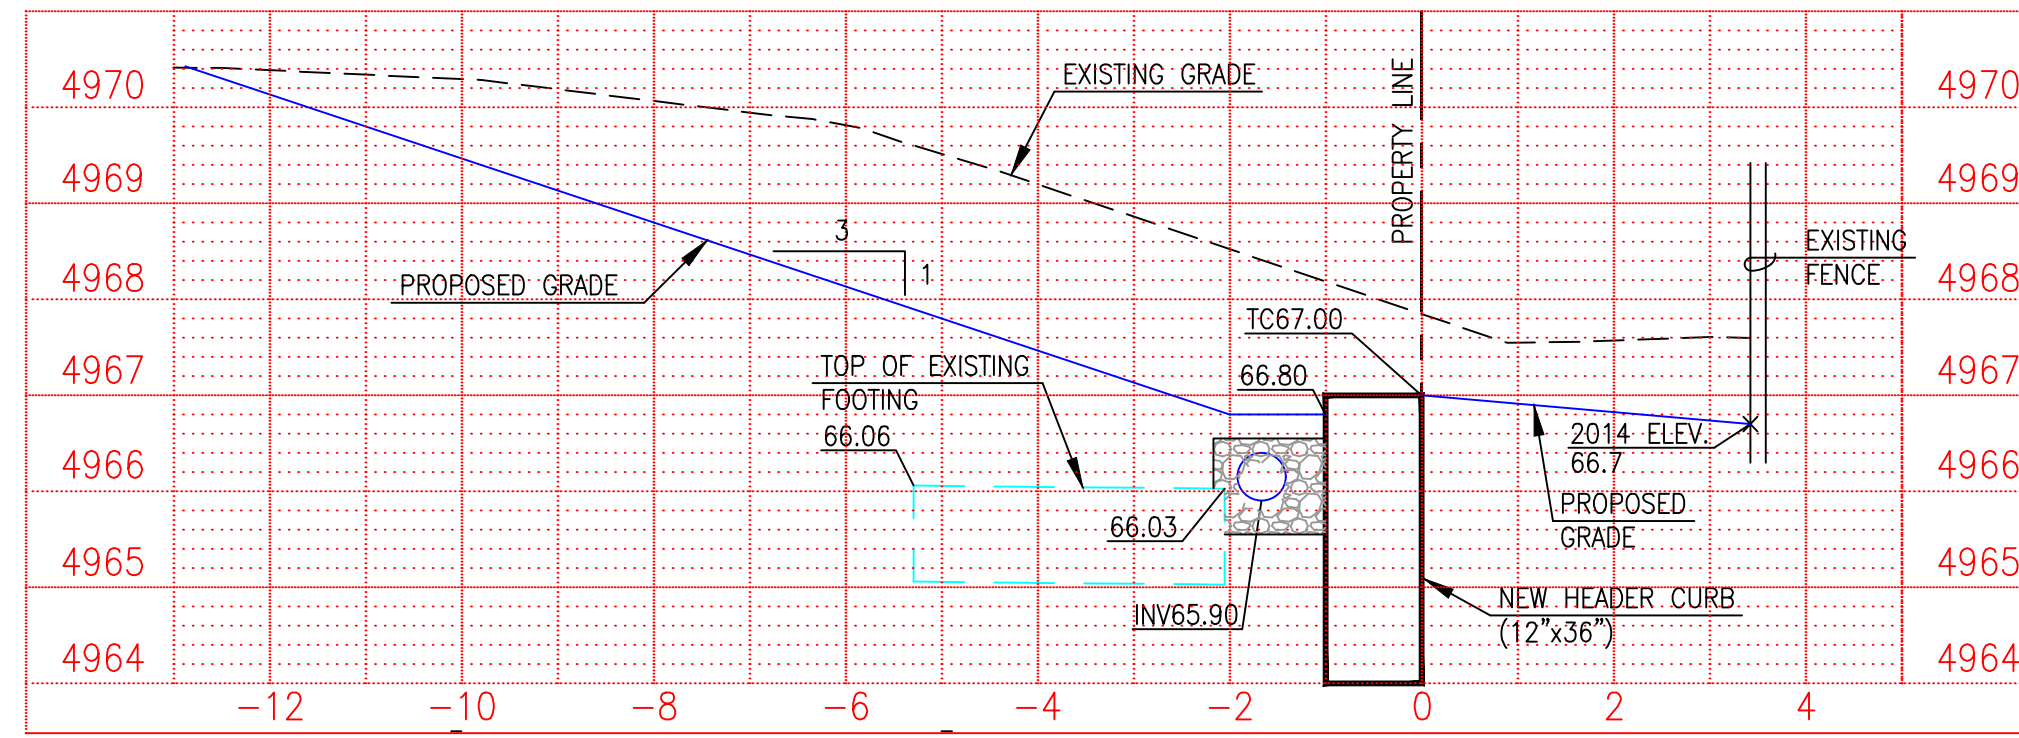 EXISTING GRADE
PROPERTY LINE
4970
4970
4969
4969
3
1
EXISTING
FENCE
PROPOSED GRADE
4968
4968
TC67.00
TOP OF EXISTING
FOOTING
66.06
66.80
4967
4967
2014 ELEV.
66.7
4966
4966
PROPOSED
GRADE
66.03
4965
4965
INV65.90
NEW HEADER CURB
(12"x36")
4964
4964
-12
-10
-8
-6
-4
-2
0
2
4